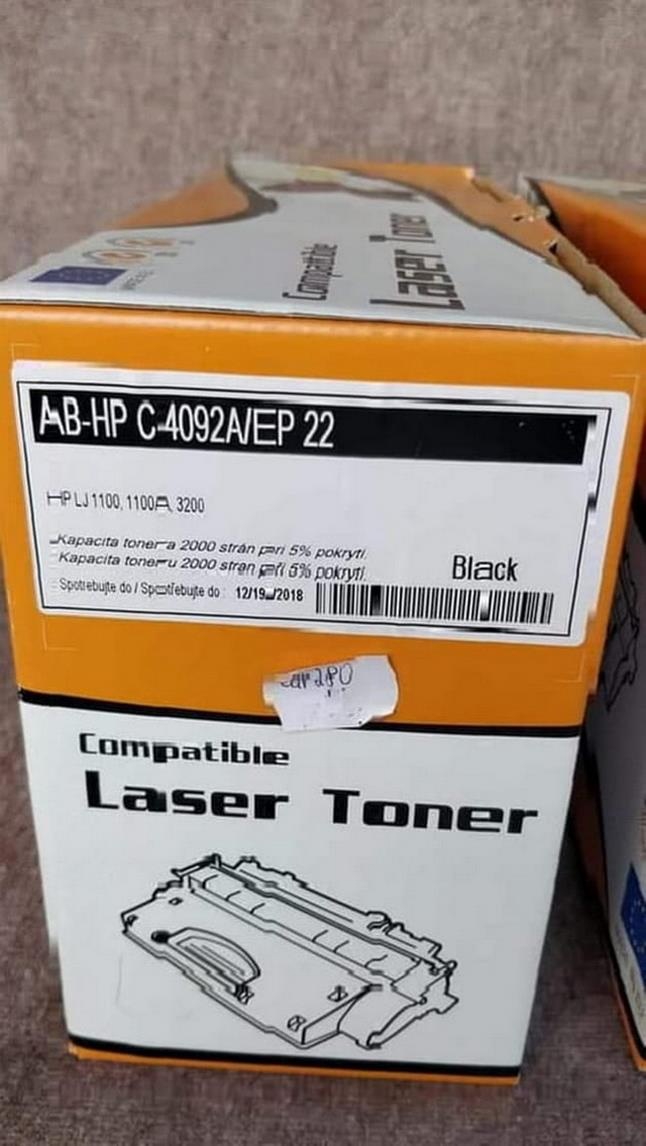 Compatible
Laser Toner
AB-HP C-4092A/EP 22
HP LJ 1100, 1100A, 3200
Kapacita tonera 2000 strán pri 5% pokrytí.
Kapacita toneru 2000 stran při 5% pokrytí.
Black
Spotrebujte do / Spotřebujte do : 12/19/2018
280
Compatible
Laser Toner